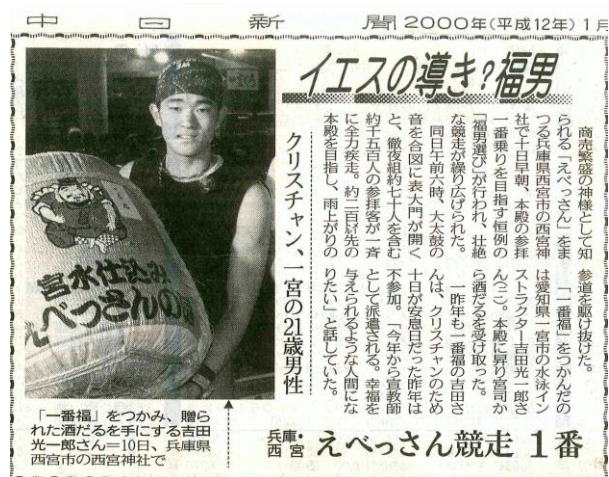 中日新聞 2000年(平成12年)1月
イエスの導き?福男
クリスチャン、一宮の21歳男性
商売繁盛の神様として知
られる「えべっさん」をま
つる兵庫県西宮市の西宮神
社で十日早朝、本殿の参拝
一番乗りを目指す恒例の
「福男選び」が行われ、壮絶
な競走が繰り広げられた。
同日午前六時、大太鼓の
音を合図に表大門が開く
と、徹夜組約七十人を含む
約千五百人の参拝客が一斉
に全力疾走。約二百㍍先の
本殿を目指し、雨上がりの
参道を駆け抜けた。
「一番福」をつかんだの
は愛知県一宮市の水泳イン
ストラクター吉田光一郎さ
ん(二一)。本殿に昇り宮司か
ら酒だるを受け取った。
一昨年も一番福の吉田さ
んは、クリスチャンのため
十日が安息日だった昨年は
不参加。「今年から宣教師
として派遣される。幸福を
与えられるような人間にな
りたい」と話していた。
宮水仕込み
えべっさんの
「一番福」をつかみ、贈ら
れた酒だるを手にする吉田
光一郎さん=10日、兵庫県
西宮市の西宮神社で
兵庫・西宮 えべっさん競走 1番